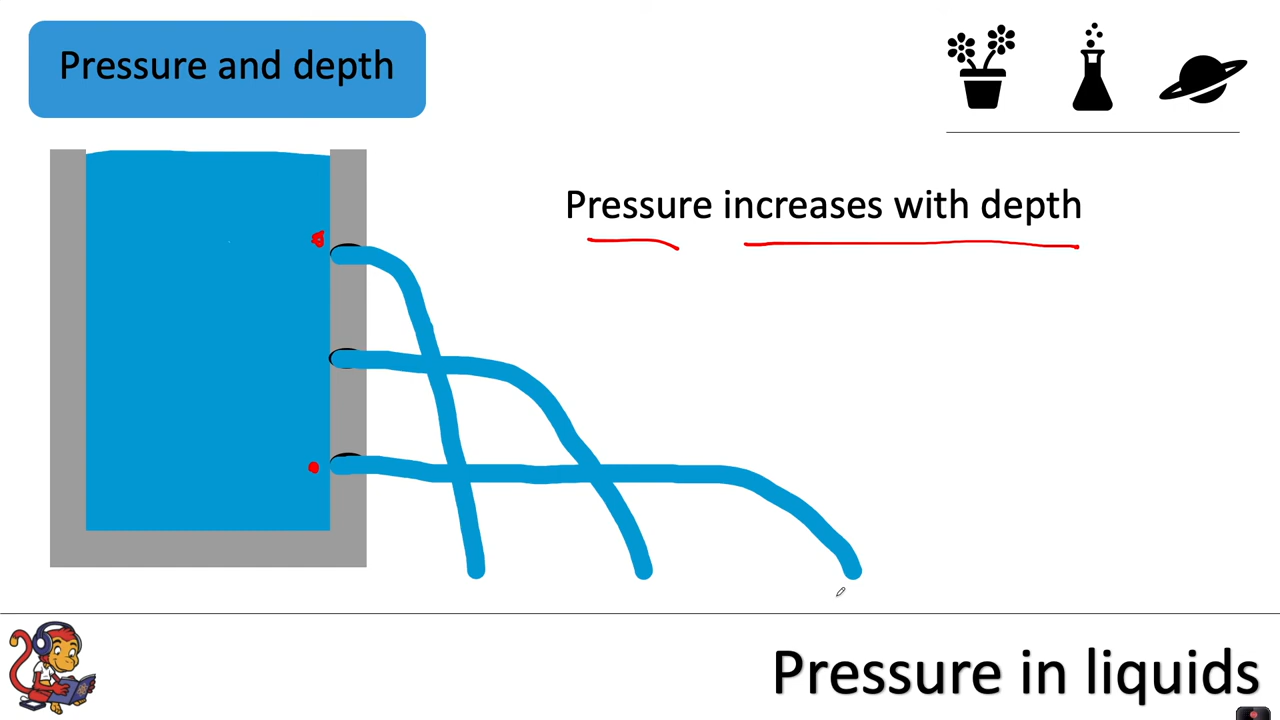 Pressure and depth
Pressure increases with depth
Pressure in liquids